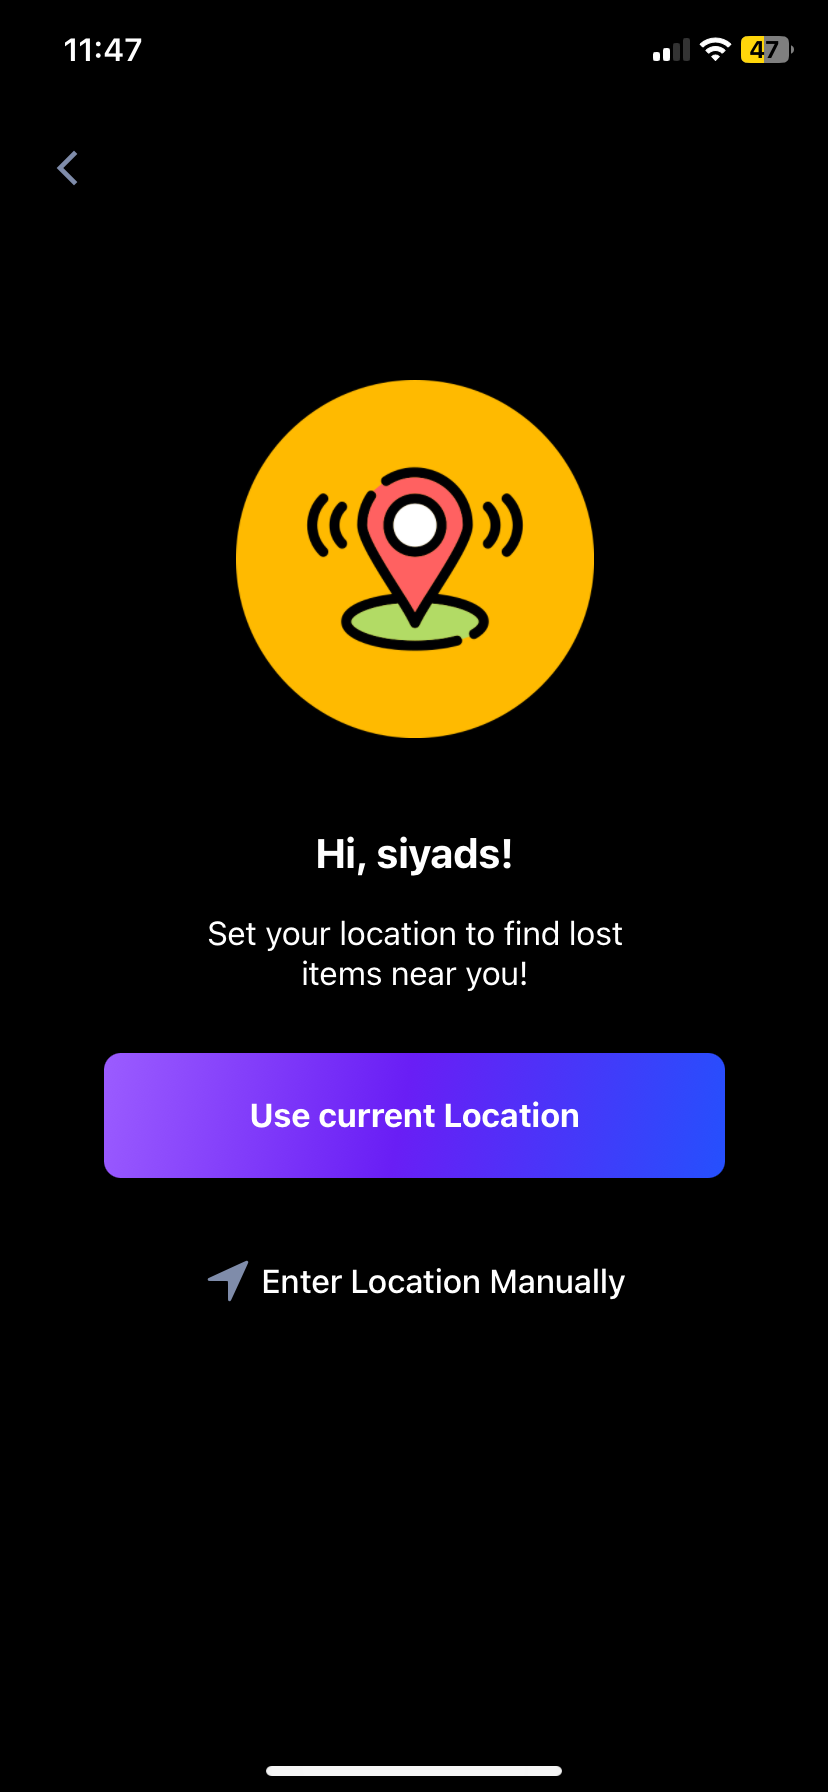 11:47
47
Hi, siyads!
Set your location to find lost
items near you!
Use current Location
Enter Location Manually